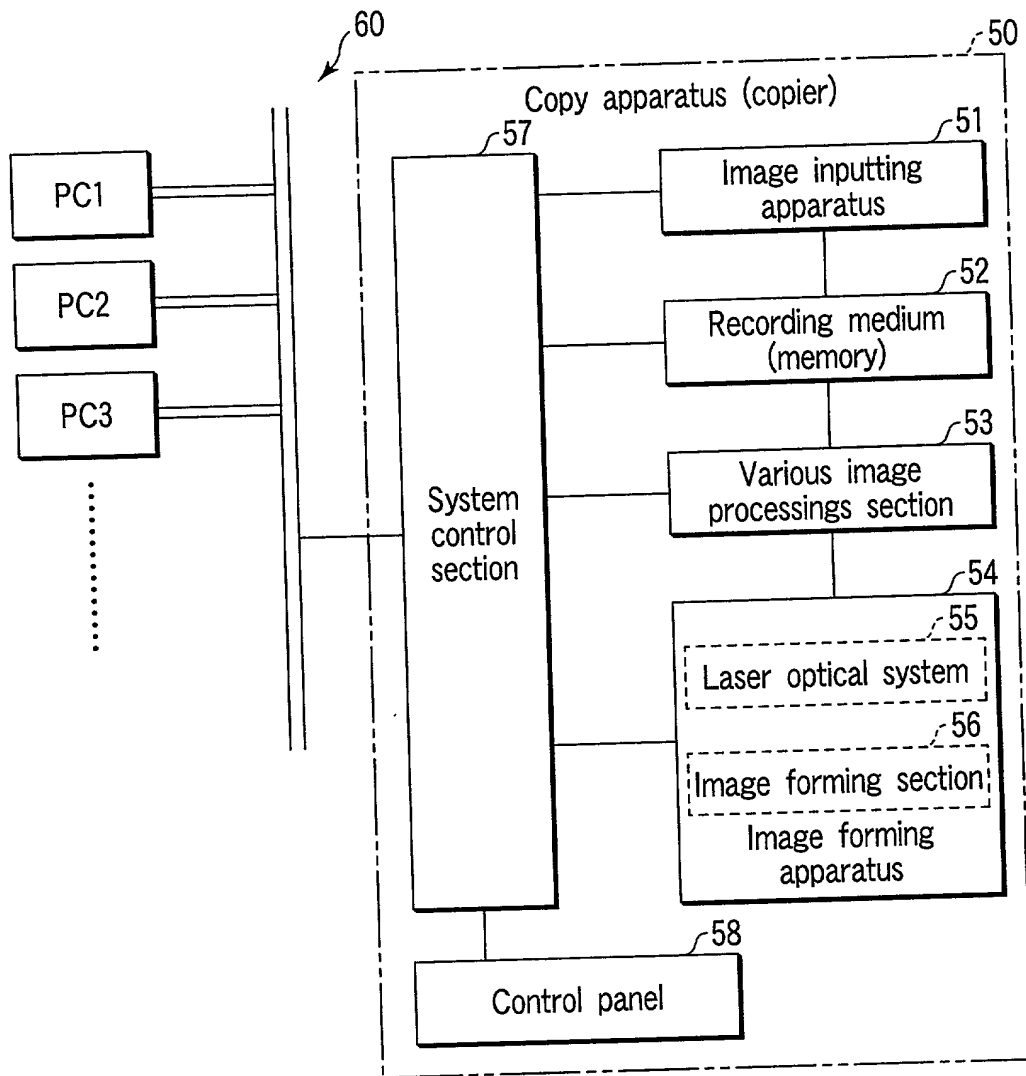 60
50
Copy apparatus (copier)
57
51
PC1
Image inputting
apparatus
52
PC2
Recording medium
(memory)
PC3
53
Various image
processings section
System
control
section
54
55
Laser optical system
56
Image forming section
Image forming
apparatus
58
Control panel